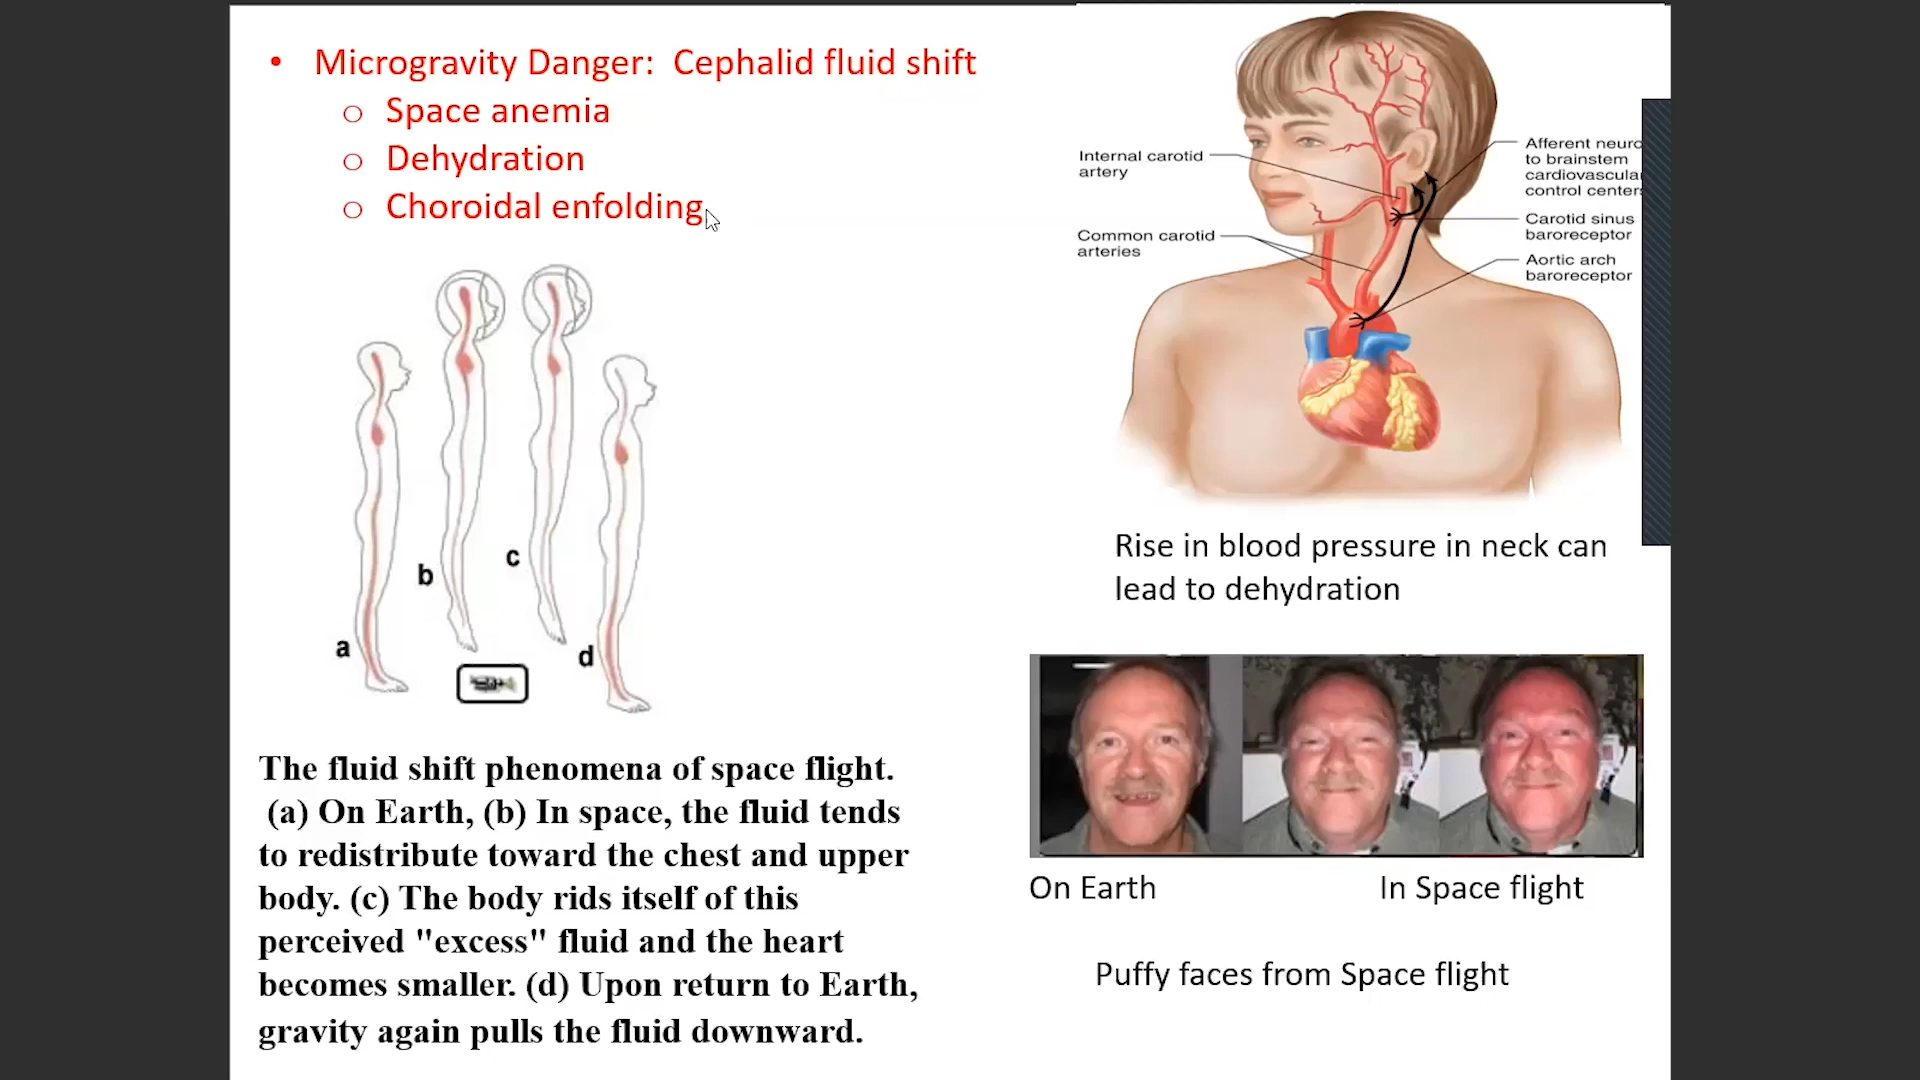 • Microgravity Danger: Cephalid fluid shift
o Space anemia
o Dehydration
o Choroidal enfolding
a
b
c
d
The fluid shift phenomena of space flight.
(a) On Earth, (b) In space, the fluid tends
to redistribute toward the chest and upper
body. (c) The body rids itself of this
perceived "excess" fluid and the heart
becomes smaller. (d) Upon return to Earth,
gravity again pulls the fluid downward.
Internal carotid
artery
Common carotid
arteries
Afferent neuro
to brainstem
cardiovascular
control centers
Carotid sinus
baroreceptor
Aortic arch
baroreceptor
Rise in blood pressure in neck can
lead to dehydration
On Earth
In Space flight
Puffy faces from Space flight